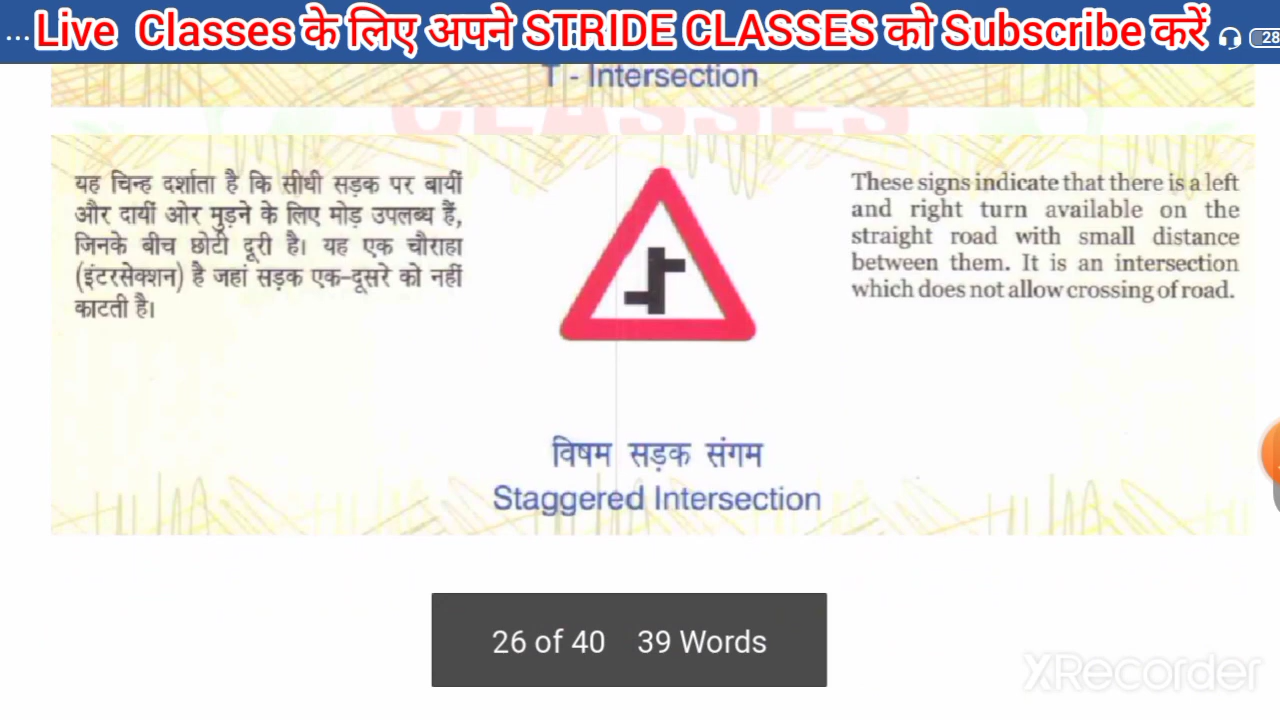 ... Live Classes के लिए अपने STRIDE CLASSES को Subscribe करें 28
T - Intersection
CLASSES
यह चिन्ह दर्शाता है कि सीधी सड़क पर बायीं
और दायीं ओर मुड़ने के लिए मोड़ उपलब्ध हैं,
जिनके बीच छोटी दूरी है। यह एक चौराहा
(इंटरसेक्शन) है जहां सड़क एक-दूसरे को नहीं
काटती है।
These signs indicate that there is a left
and right turn available on the
straight road with small distance
between them. It is an intersection
which does not allow crossing of road.
विषम सड़क संगम
Staggered Intersection
26 of 40 39 Words
XRecorder